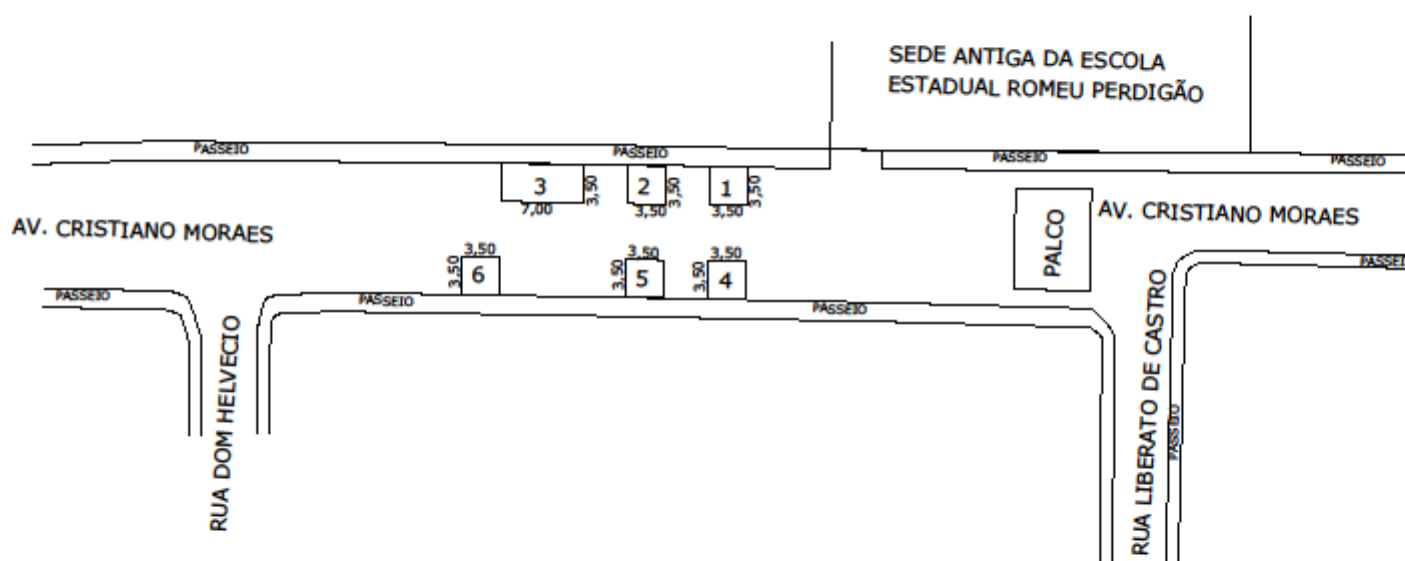 SEDE ANTIGA DA ESCOLA
ESTADUAL ROMEU PERDIGÃO
PASSEIO
PASSEIO
PASSEIO
PASSEIO
3
3,50
7,00
2
3,50
3,50
1
3,50
3,50
AV. CRISTIANO MORAES
PALCO
AV. CRISTIANO MORAES
3,50
3,50
6
3,50
3,50
5
3,50
3,50
4
PASSEIO
PASSEIO
PASSEIO
PASSEIO
RUA DOM HELVECIO
RUA LIBERATO DE CASTRO
PASSEIO